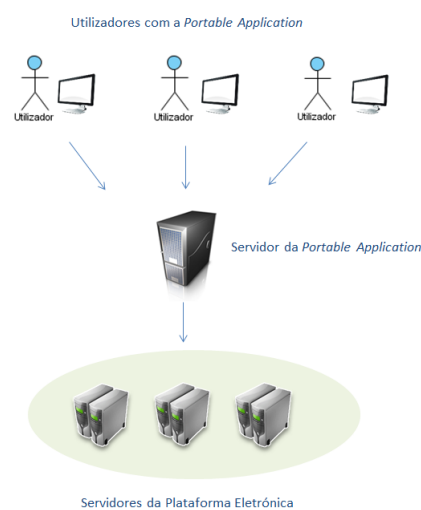 Utilizadores com a Portable Application
Utilizador
Utilizador
Utilizador
Servidor da Portable Application
Servidores da Plataforma Eletrónica